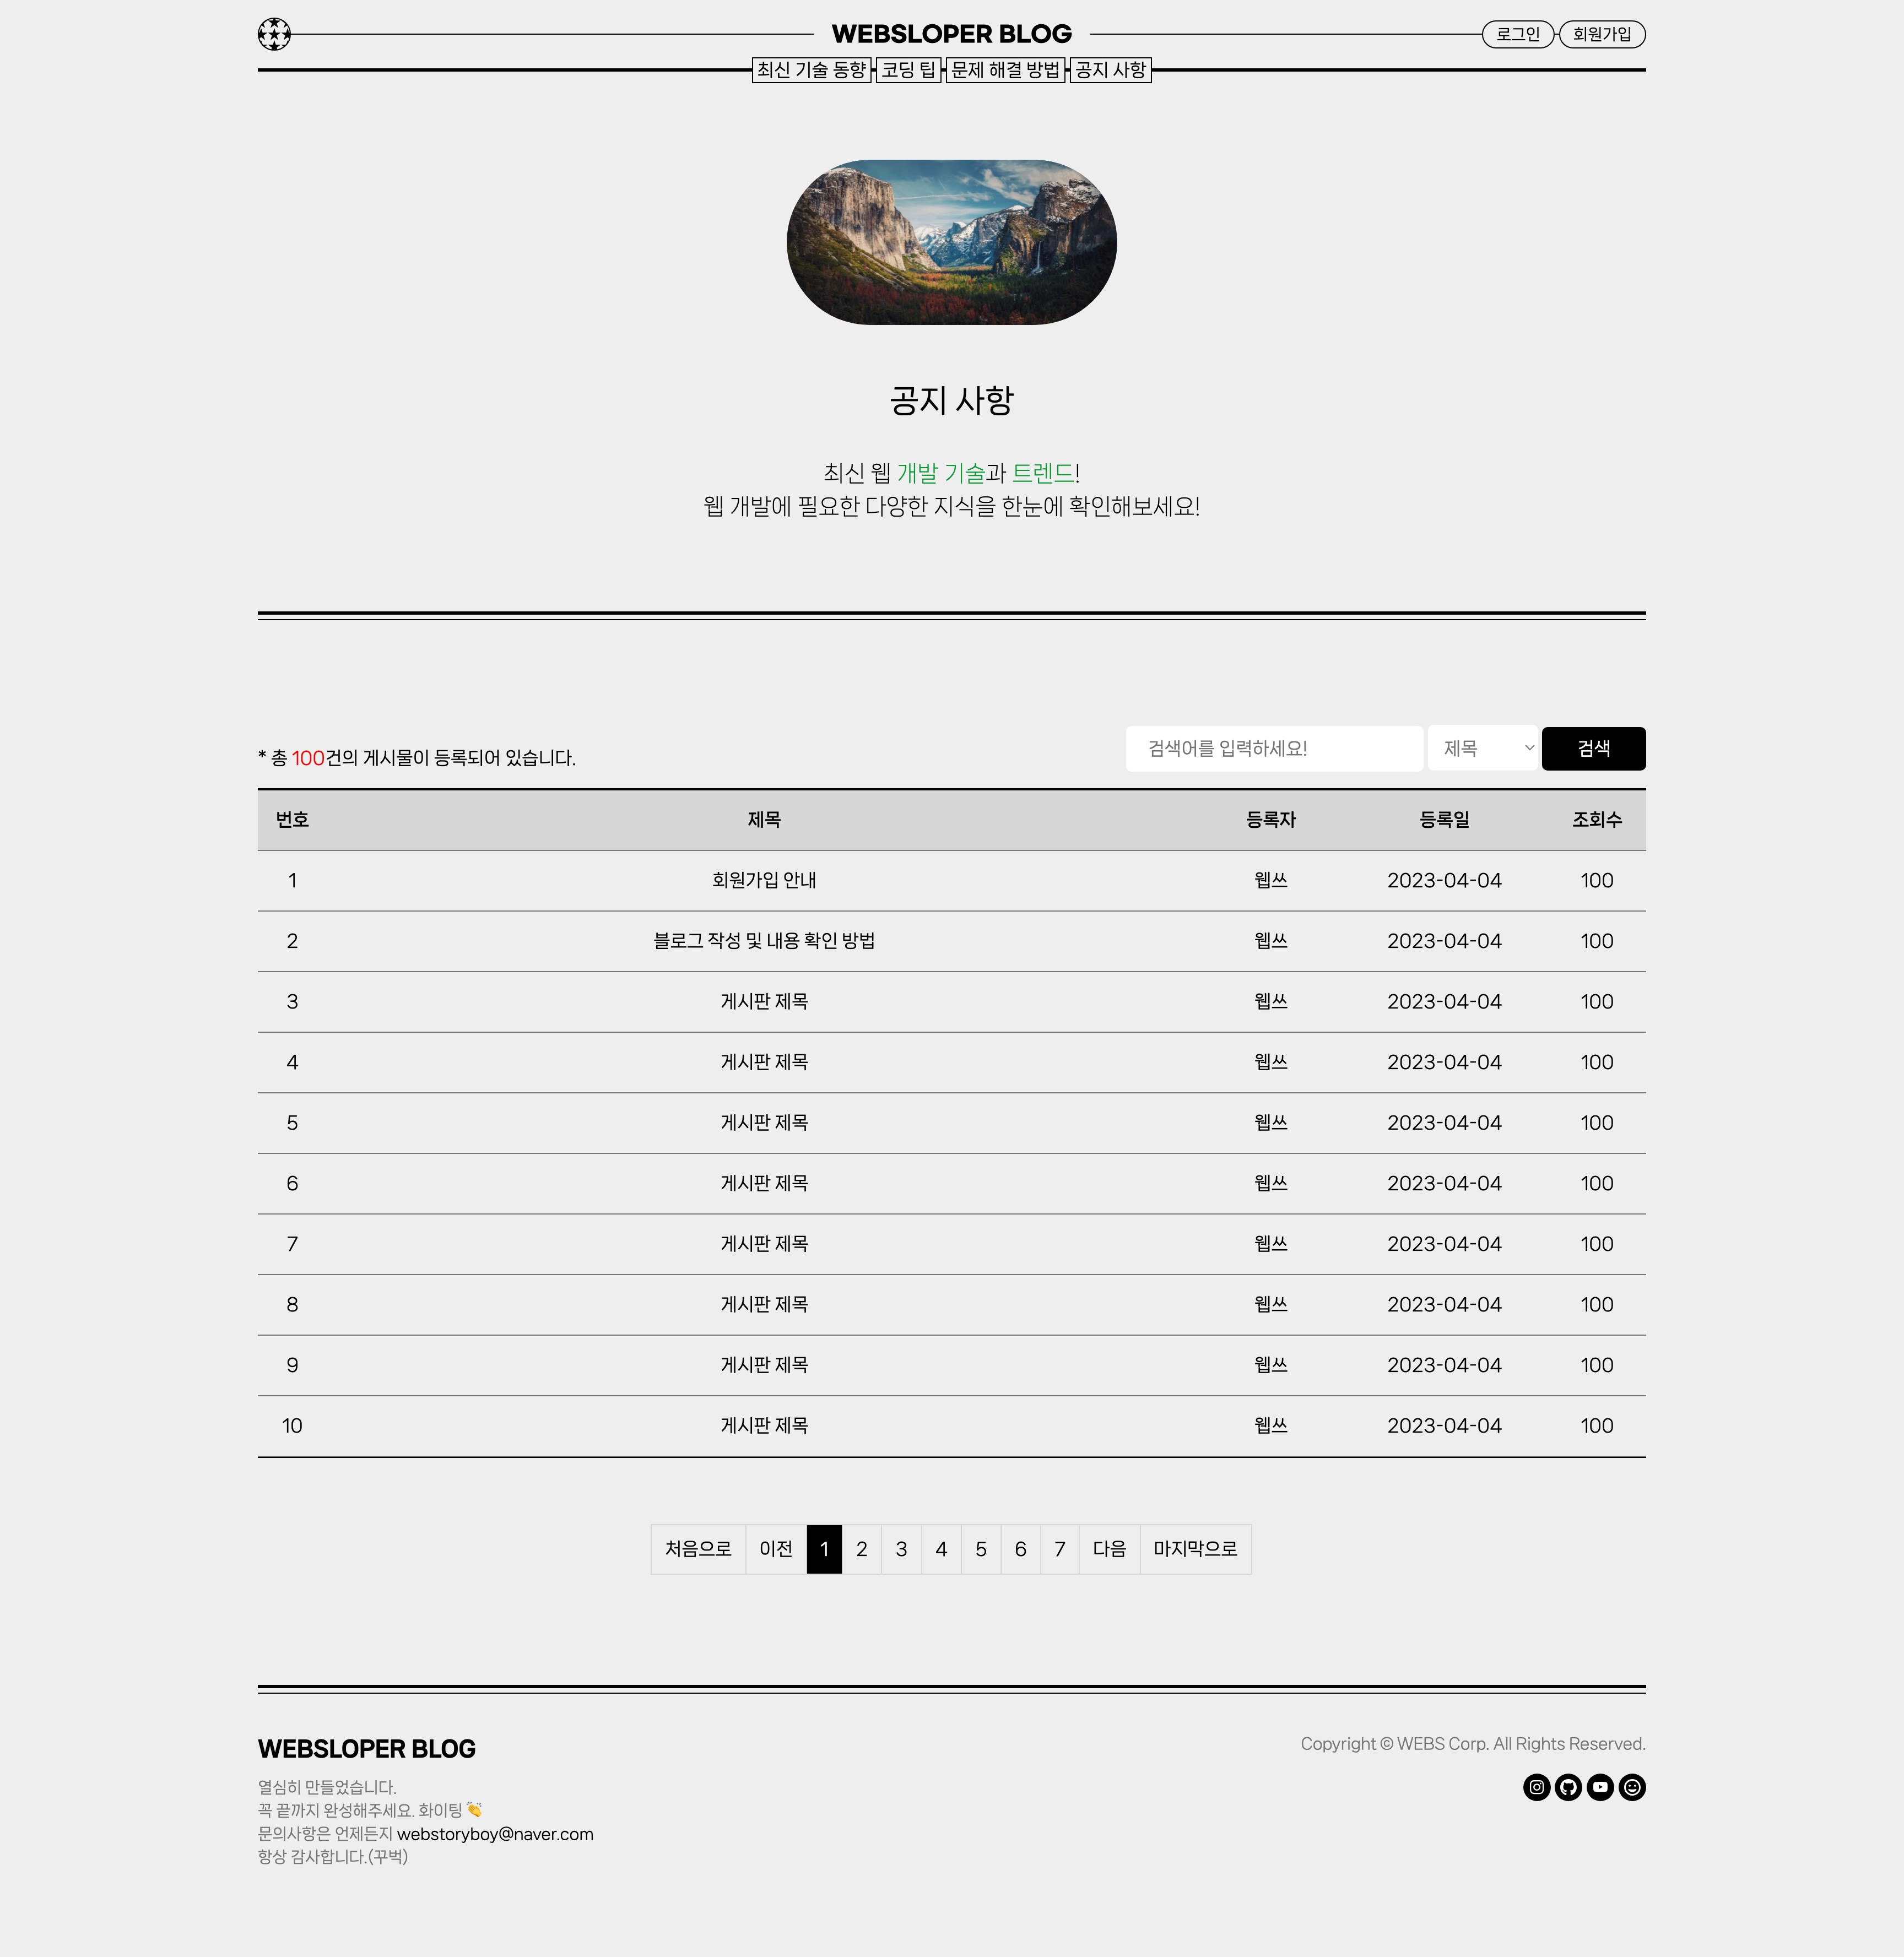 WEBSLOPER BLOG
로그인 회원가입
최신 기술 동향 코딩 팁 문제 해결 방법 공지 사항
공지 사항
최신 웹 개발 기술과 트렌드!
웹 개발에 필요한 다양한 지식을 한눈에 확인해보세요!
* 총 100건의 게시물이 등록되어 있습니다.
검색어를 입력하세요! 제목 검색
번호 제목 등록자 등록일 조회수
1 회원가입 안내 웹쓰 2023-04-04 100
2 블로그 작성 및 내용 확인 방법 웹쓰 2023-04-04 100
3 게시판 제목 웹쓰 2023-04-04 100
4 게시판 제목 웹쓰 2023-04-04 100
5 게시판 제목 웹쓰 2023-04-04 100
6 게시판 제목 웹쓰 2023-04-04 100
7 게시판 제목 웹쓰 2023-04-04 100
8 게시판 제목 웹쓰 2023-04-04 100
9 게시판 제목 웹쓰 2023-04-04 100
10 게시판 제목 웹쓰 2023-04-04 100
처음으로 이전 1 2 3 4 5 6 7 다음 마지막으로
WEBSLOPER BLOG
열심히 만들었습니다.
꼭 끝까지 완성해주세요. 화이팅 👏
문의사항은 언제든지 webstoryboy@naver.com
항상 감사합니다.(꾸벅)
Copyright © WEBS Corp. All Rights Reserved.